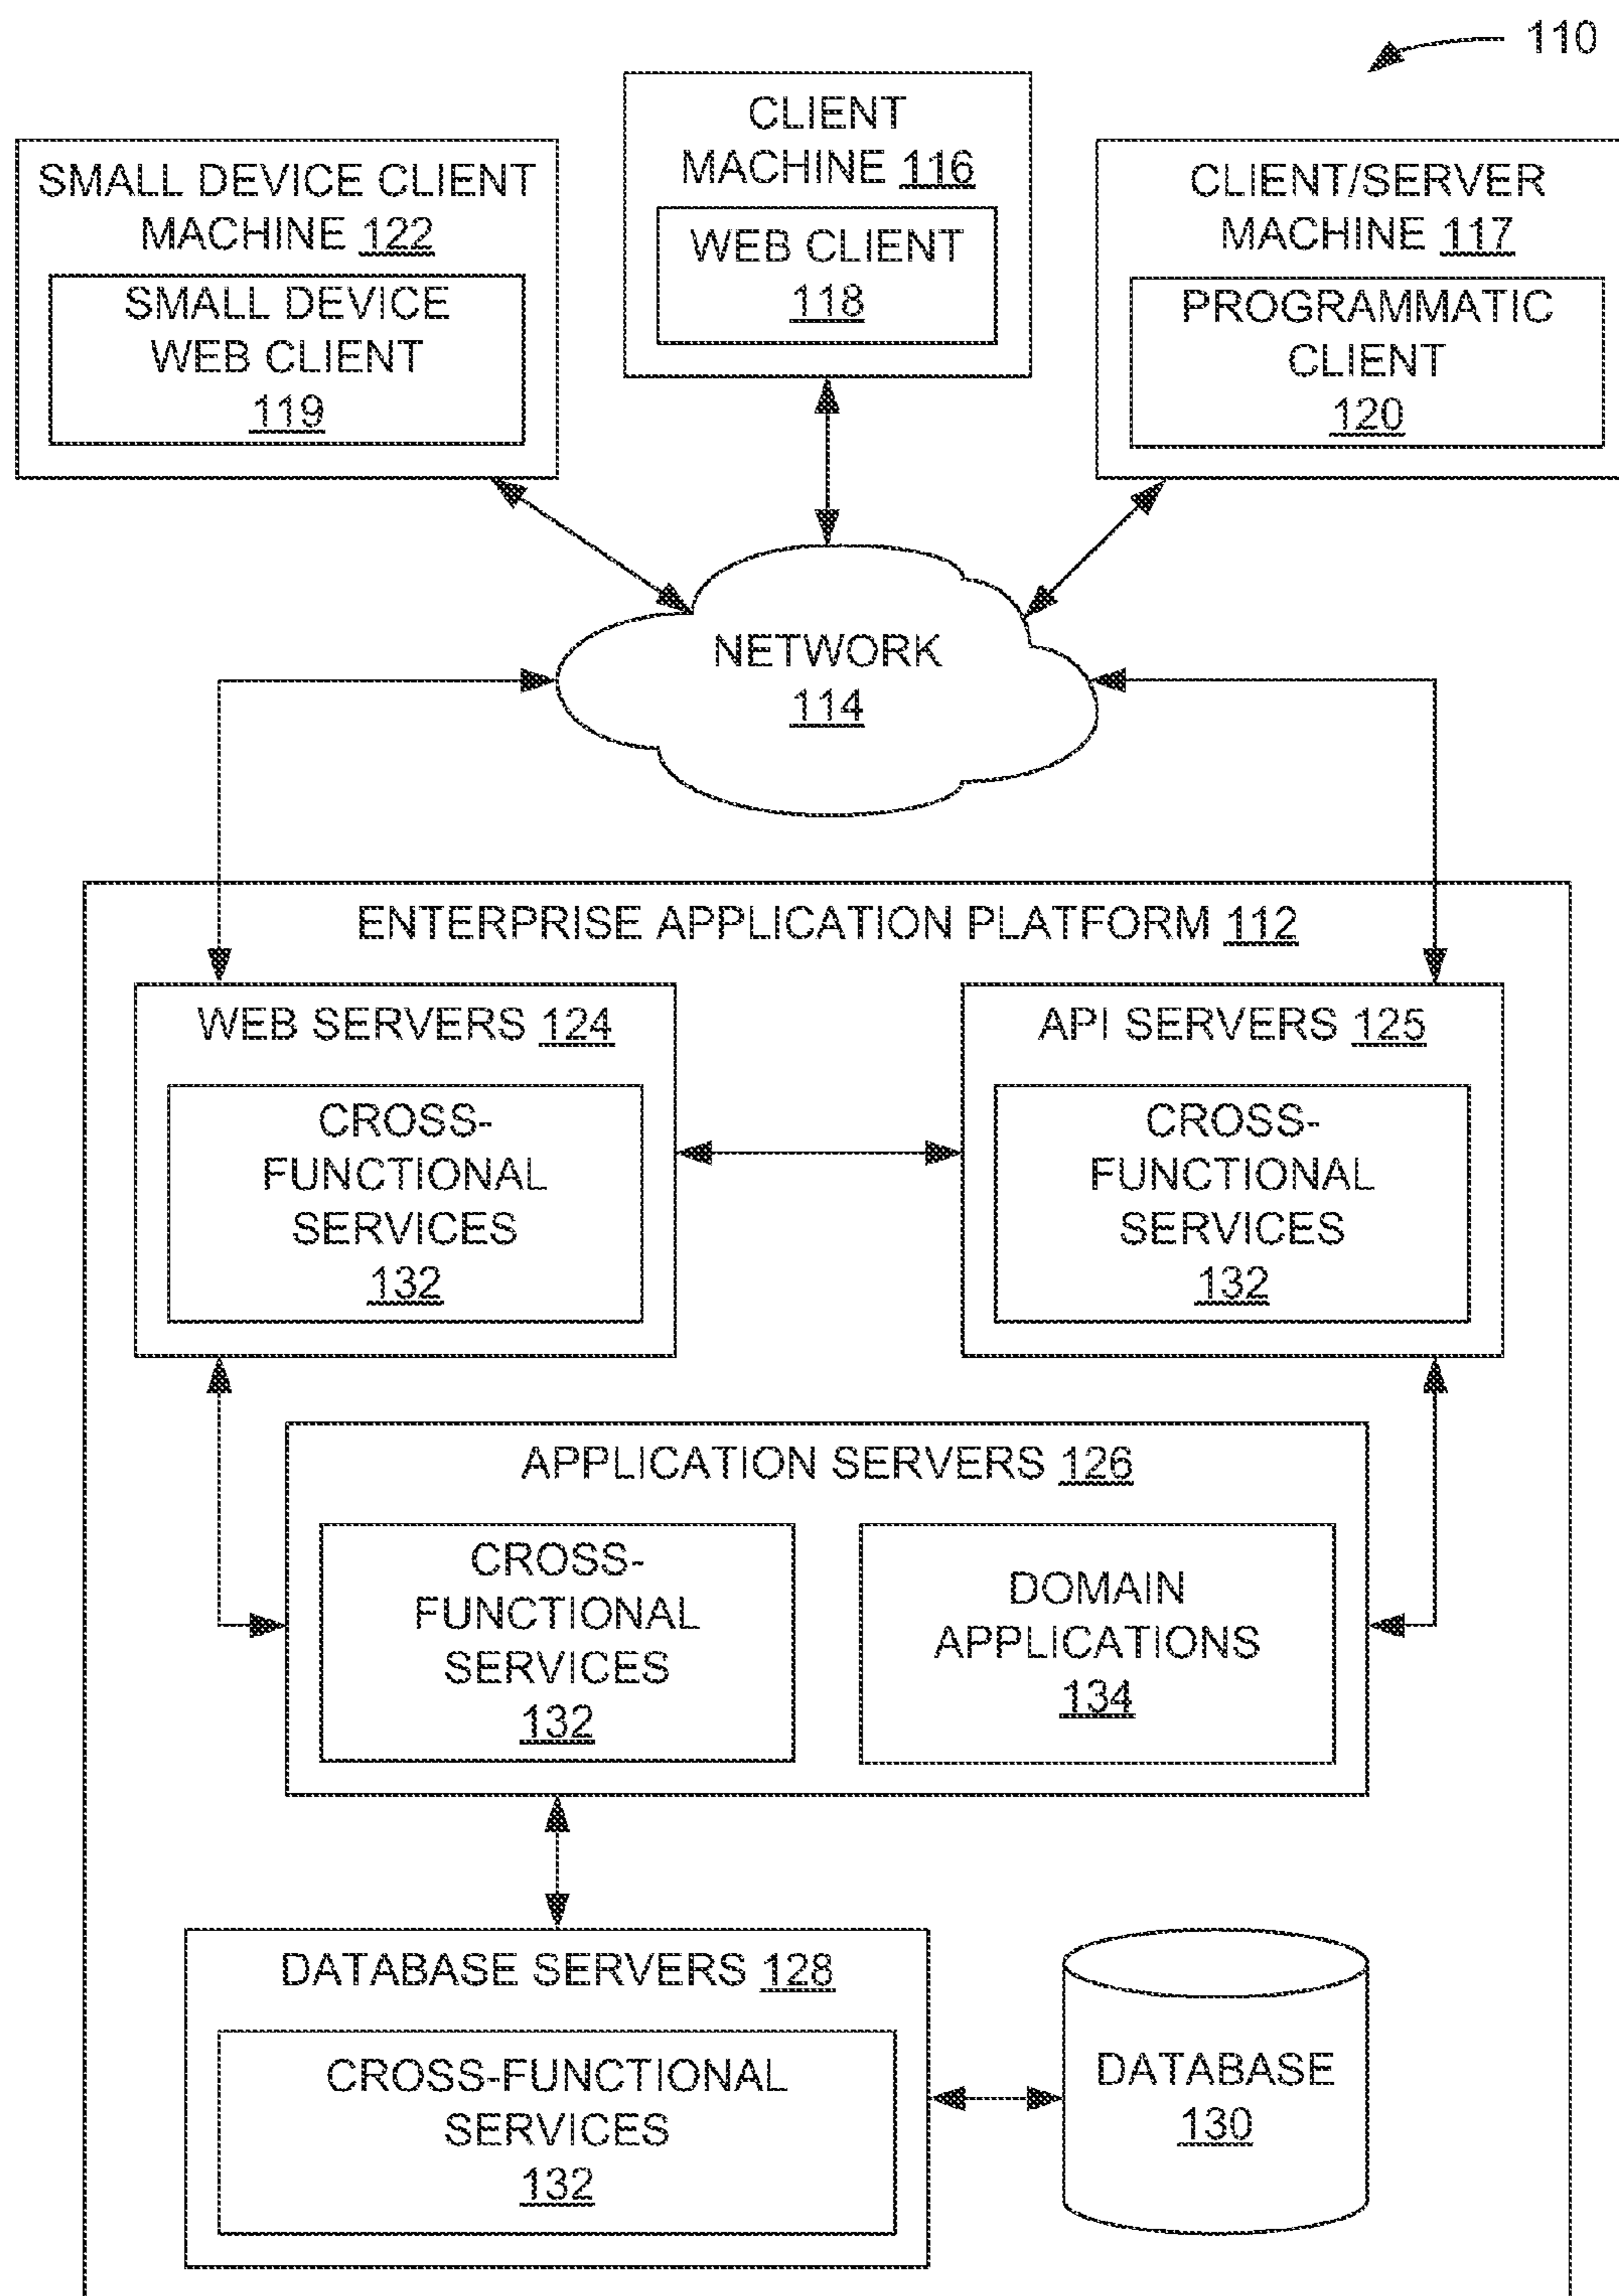 110
CLIENT
MACHINE 116
WEB CLIENT
118
SMALL DEVICE CLIENT
MACHINE 122
SMALL DEVICE
WEB CLIENT
119
CLIENT/SERVER
MACHINE 117
PROGRAMMATIC
CLIENT
120
NETWORK
114
ENTERPRISE APPLICATION PLATFORM 112
WEB SERVERS 124
CROSS-
FUNCTIONAL
SERVICES
132
API SERVERS 125
CROSS-
FUNCTIONAL
SERVICES
132
APPLICATION SERVERS 126
CROSS-
FUNCTIONAL
SERVICES
132
DOMAIN
APPLICATIONS
134
DATABASE SERVERS 128
CROSS-FUNCTIONAL
SERVICES
132
DATABASE
130